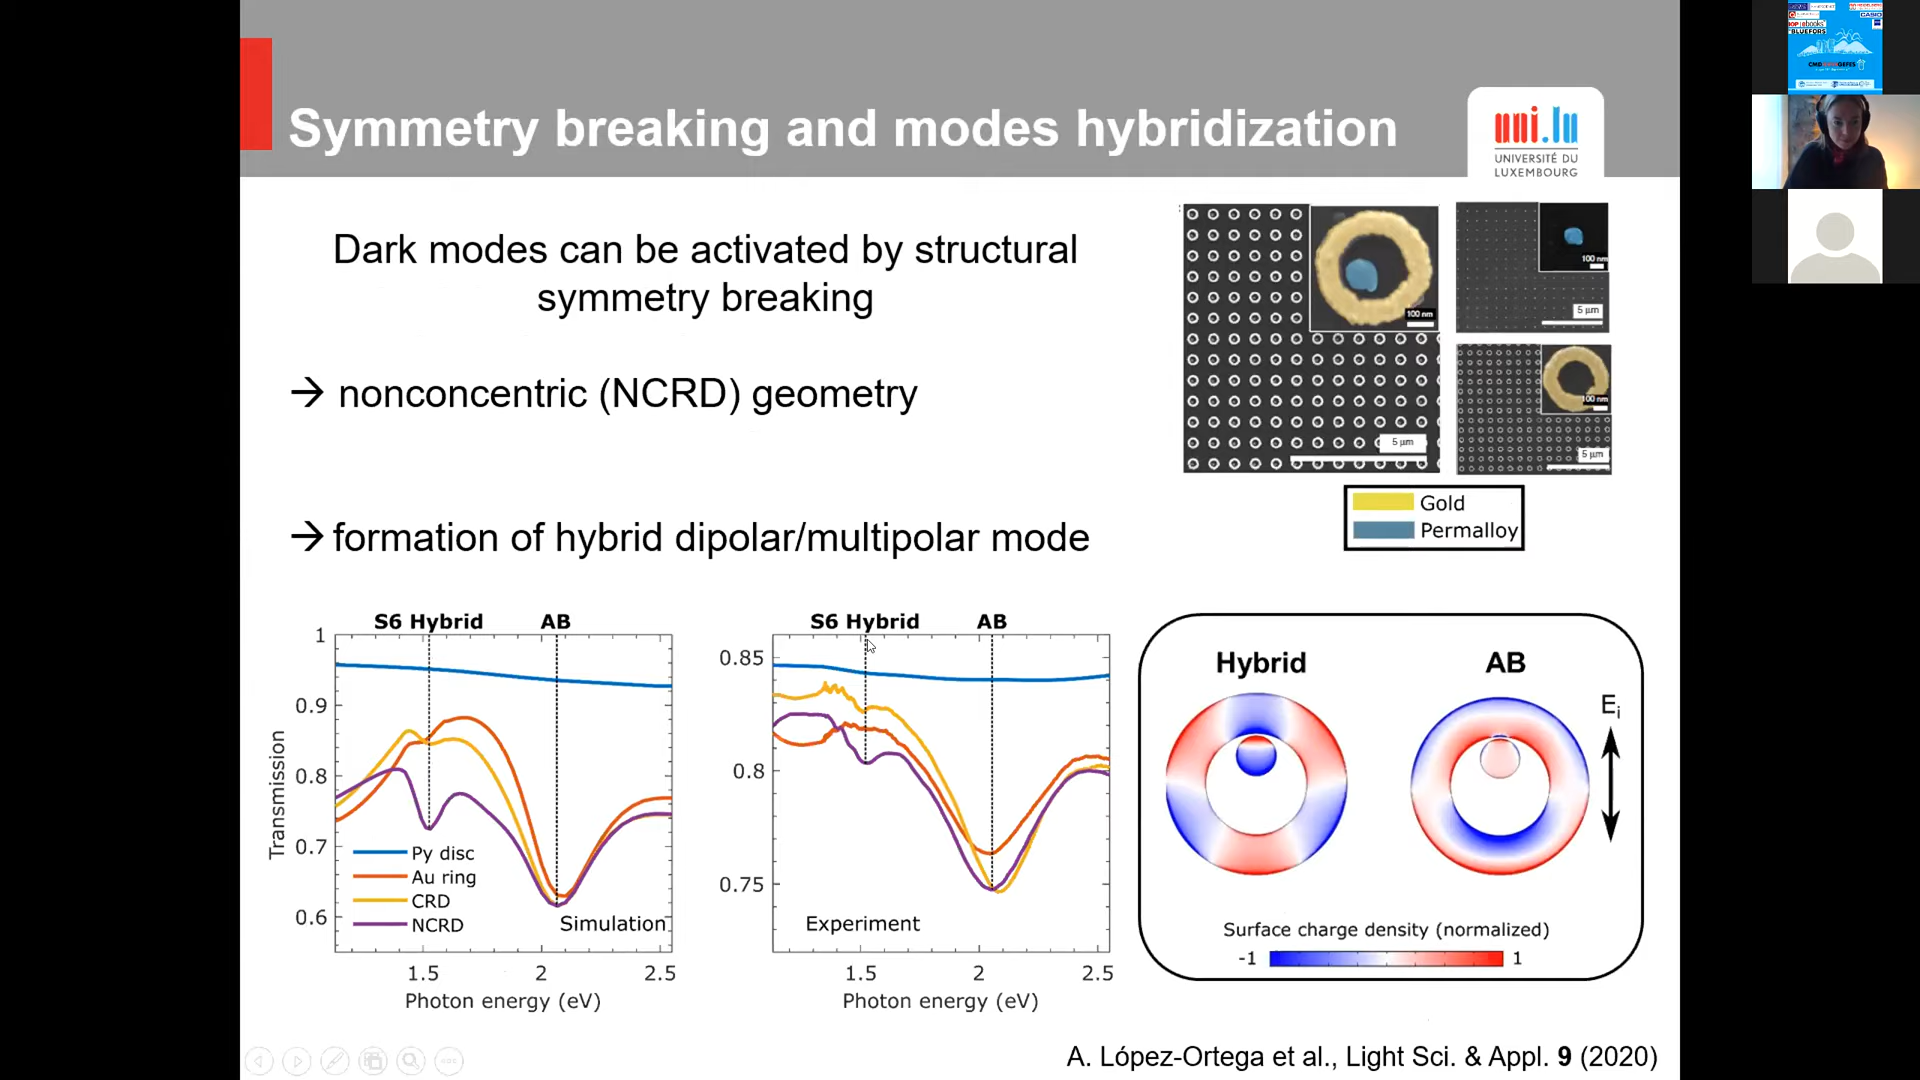 Symmetry breaking and modes hybridization
uni.lu
UNIVERSITÉ DU
LUXEMBOURG
Dark modes can be activated by structural
symmetry breaking
→ nonconcentric (NCRD) geometry
→ formation of hybrid dipolar/multipolar mode
100 nm
5 μm
100 nm
5 μm
100 nm
5 μm
Gold
Permalloy
S6 Hybrid AB
1
0.9
0.8
0.7
0.6
Transmission
Py disc
Au ring
CRD
NCRD
Simulation
1.5 2 2.5
Photon energy (eV)
S6 Hybrid AB
0.85
0.8
0.75
Experiment
1.5 2 2.5
Photon energy (eV)
Hybrid AB
Ei
Surface charge density (normalized)
-1 1
A. López-Ortega et al., Light Sci. & Appl. 9 (2020)
CASIO
IOP ebooks
BLUEFORS